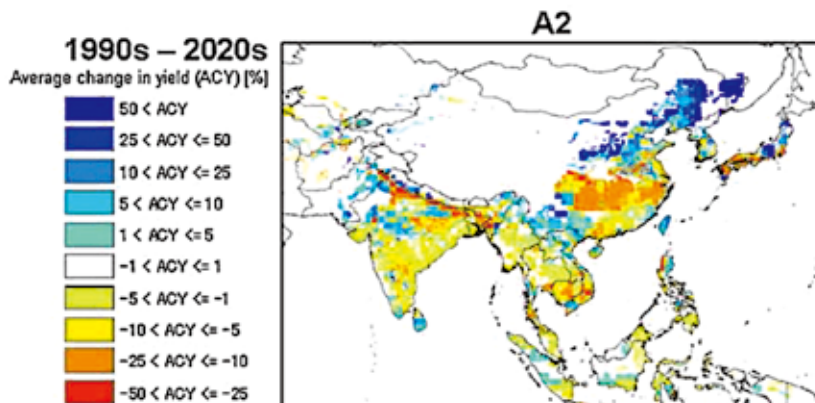 A2
1990s – 2020s
Average change in yield (ACY) [%]
50 < ACY
25 < ACY <= 50
10 < ACY <= 25
5 < ACY <= 10
1 < ACY <= 5
-1 < ACY <= 1
-5 < ACY <= -1
-10 < ACY <= -5
-25 < ACY <= -10
-50 < ACY <= -25